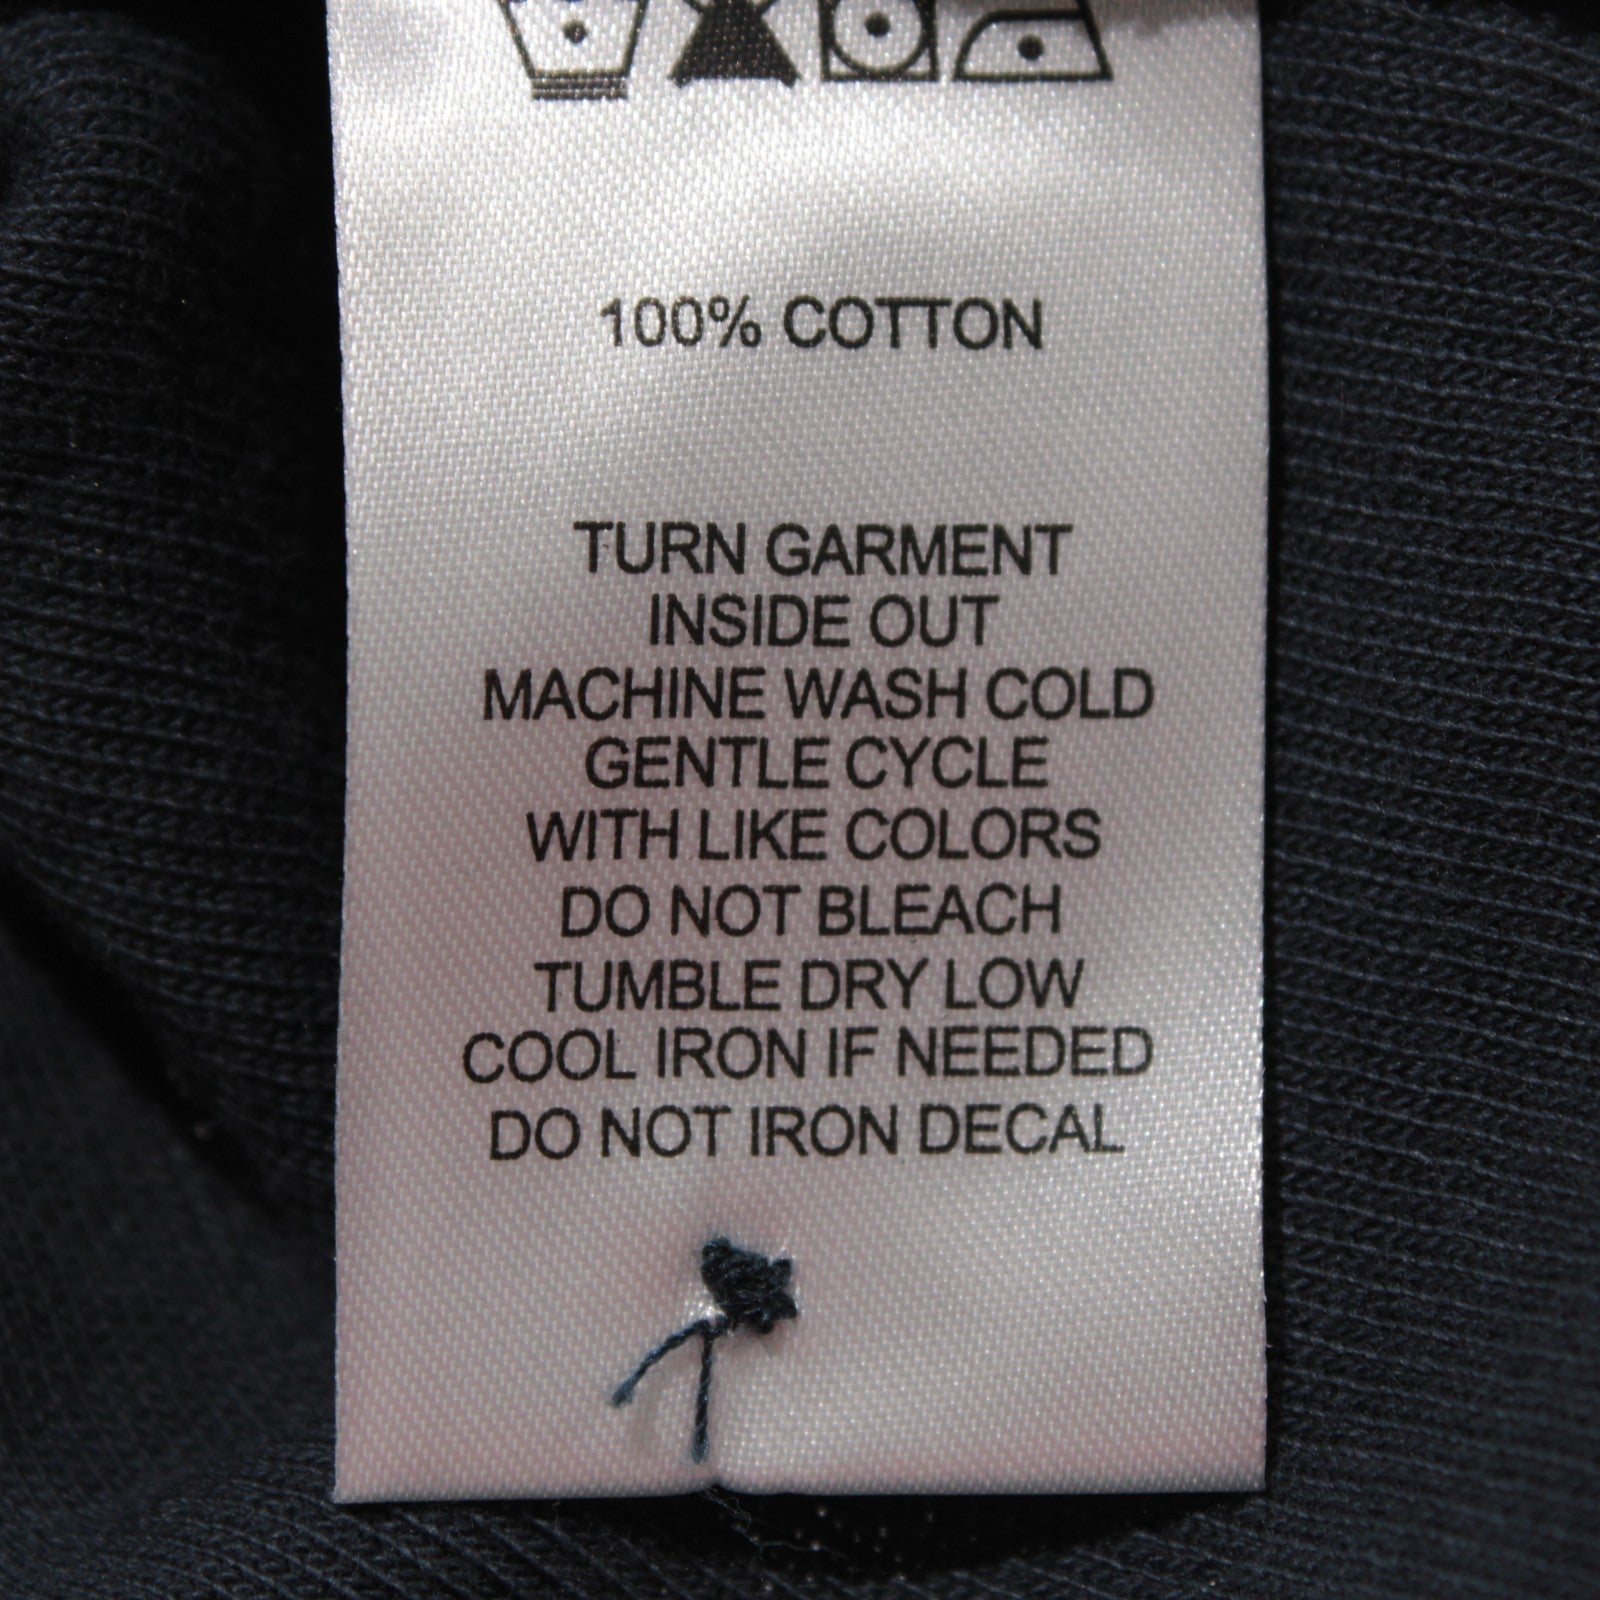 100% COTTON
TURN GARMENT
INSIDE OUT
MACHINE WASH COLD
GENTLE CYCLE
WITH LIKE COLORS
DO NOT BLEACH
TUMBLE DRY LOW
COOL IRON IF NEEDED
DO NOT IRON DECAL